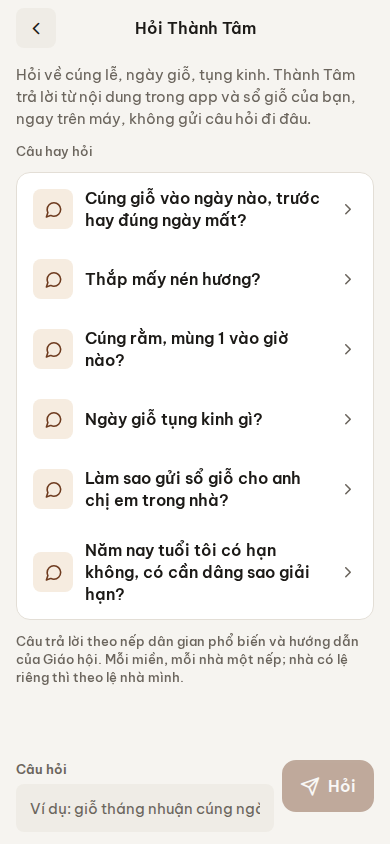 Hỏi Thành Tâm
Hỏi về cúng lễ, ngày giỗ, tụng kinh. Thành Tâm
trả lời từ nội dung trong app và sổ giỗ của bạn,
ngay trên máy, không gửi câu hỏi đi đâu.
Câu hay hỏi
Cúng giỗ vào ngày nào, trước
hay đúng ngày mất?
Thắp mấy nén hương?
Cúng rằm, mùng 1 vào giờ
nào?
Ngày giỗ tụng kinh gì?
Làm sao gửi sổ giỗ cho anh
chị em trong nhà?
Năm nay tuổi tôi có hạn
không, có cần dâng sao giải
hạn?
Câu trả lời theo nếp dân gian phổ biến và hướng dẫn
của Giáo hội. Mỗi miền, mỗi nhà một nếp; nhà có lệ
riêng thì theo lệ nhà mình.
Câu hỏi
Ví dụ: giỗ tháng nhuận cúng
Hỏi